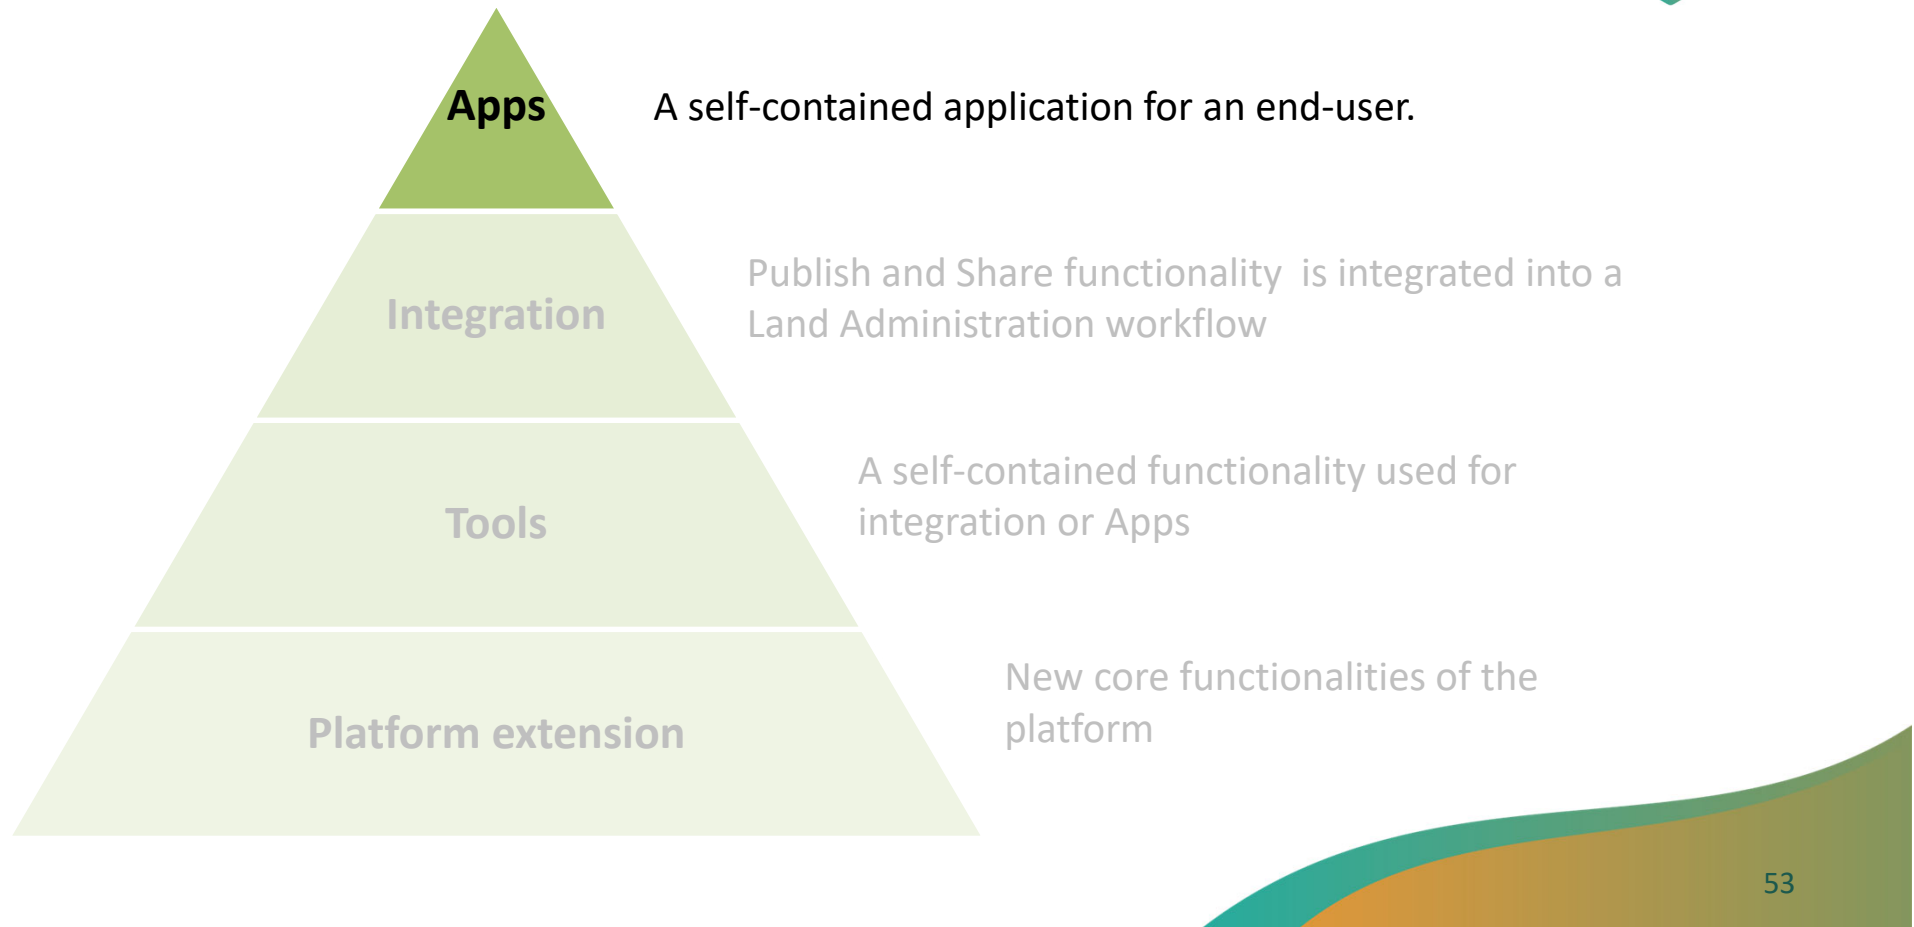 Apps
A self-contained application for an end-user.
Integration
Publish and Share functionality  is integrated into a
Land Administration workflow
Tools
A self-contained functionality used for
integration or Apps
Platform extension
New core functionalities of the
platform
53